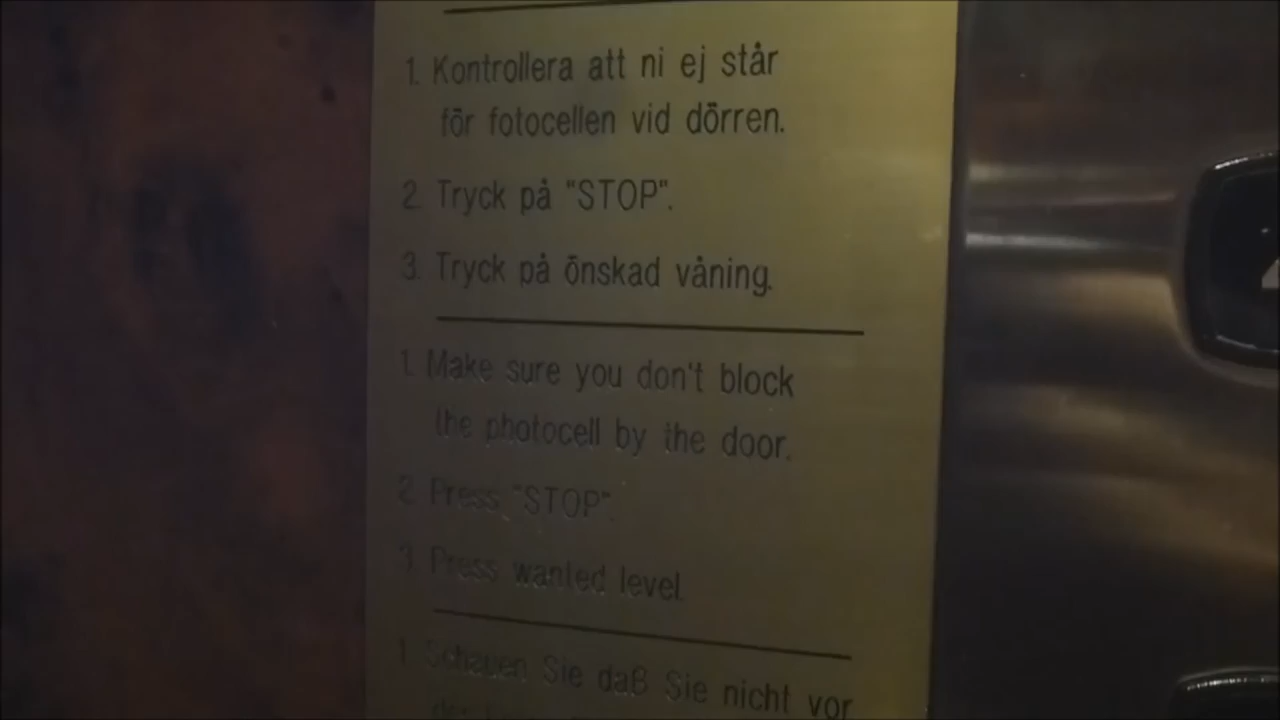 1. Kontrollera att ni ej står
för fotocellen vid dörren.
2. Tryck på "STOP".
3. Tryck på önskad våning.
1. Make sure you don't block
the photocell by the door.
2. Press "STOP".
3. Press wanted level.
1. Schauen Sie daß Sie nicht vor